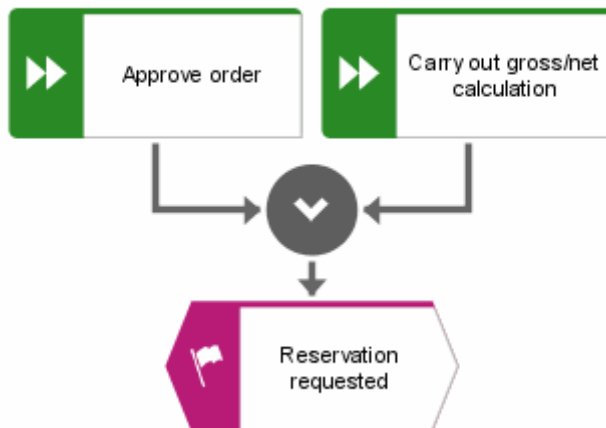 Approve order
Carry out gross/net
calculation
Reservation
requested